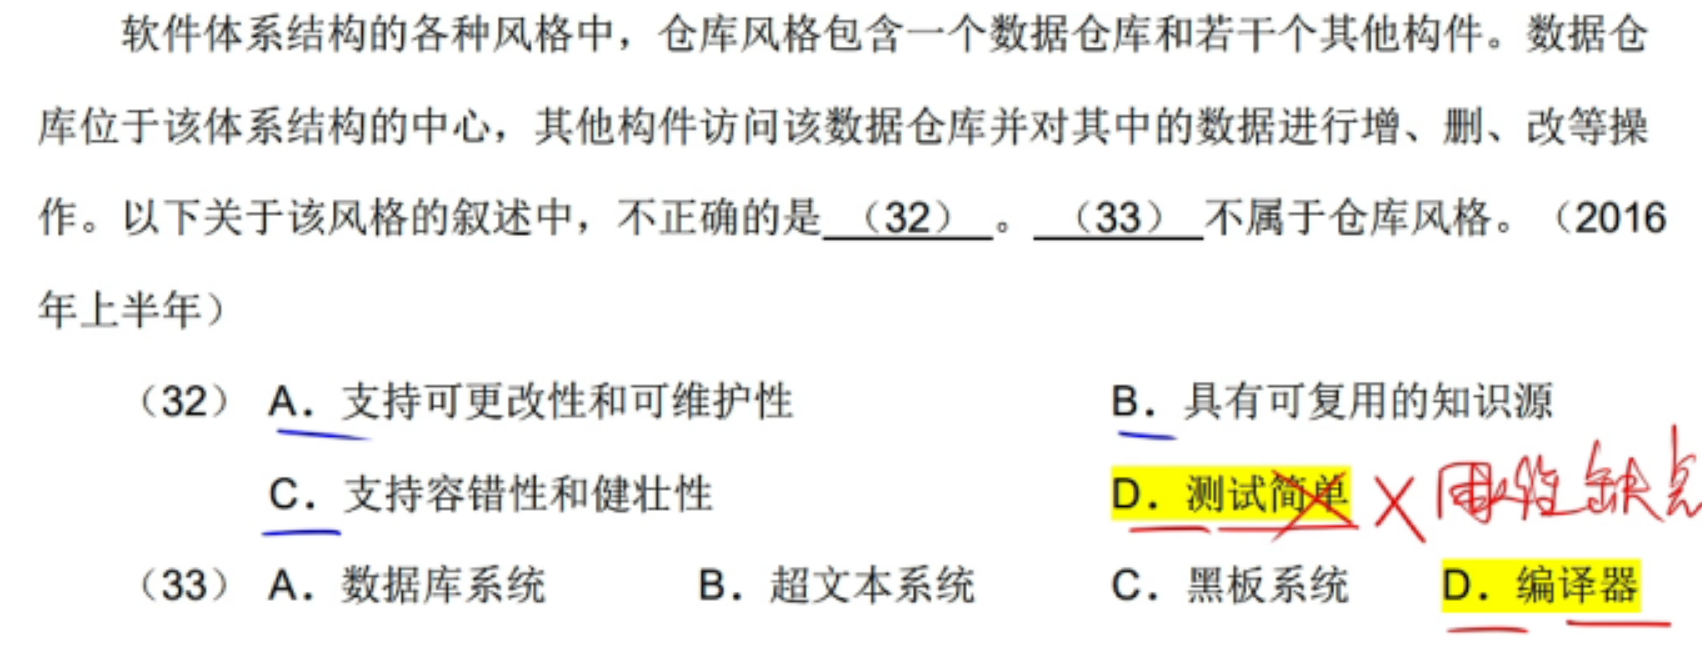 软件体系结构的各种风格中，仓库风格包含一个数据仓库和若干个其他构件。数据仓
库位于该体系结构的中心，其他构件访问该数据仓库并对其中的数据进行增、删、改等操
作。以下关于该风格的叙述中，不正确的是 （32） 。 （33） 不属于仓库风格。（2016
年上半年）
（32） A．支持可更改性和可维护性 B．具有可复用的知识源
C．支持容错性和健壮性 D．测试简单 缺点
（33） A．数据库系统 B．超文本系统 C．黑板系统 D．编译器